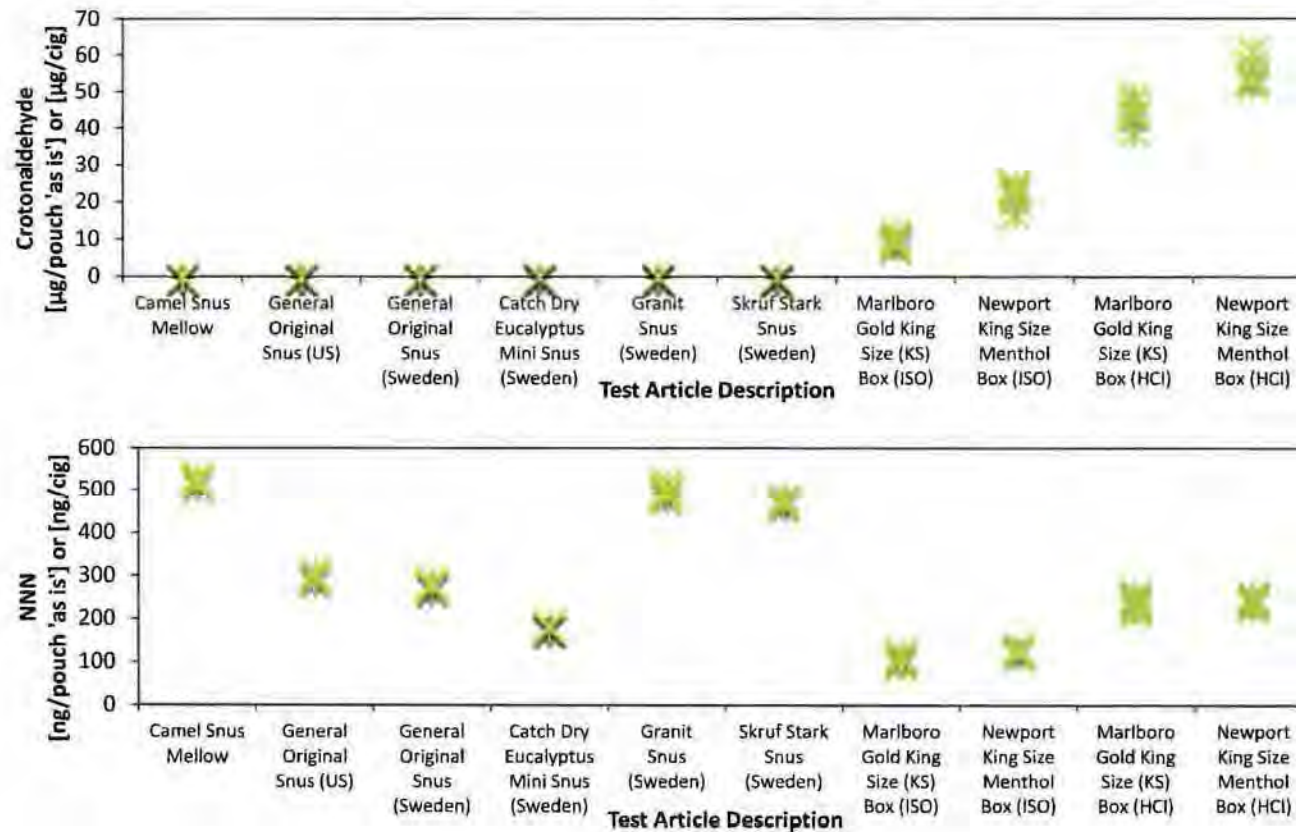 70
60
50
40
30
20
10
0
Crotonaldehyde
[µg/pouch 'as is'] or [µg/cig]
Camel Snus
Mellow
General
Original
Snus (US)
General
Original
Snus
(Sweden)
Catch Dry
Eucalyptus
Mini Snus
(Sweden)
Granit
Snus
(Sweden)
Skruf Stark
Snus
(Sweden)
Marlboro
Gold King
Size (KS)
Box (ISO)
Newport
King Size
Menthol
Box (ISO)
Marlboro
Gold King
Size (KS)
Box (HCI)
Newport
King Size
Menthol
Box (HCI)
Test Article Description
600
500
400
300
200
100
0
NNN
[ng/pouch 'as is'] or [ng/cig]
Camel Snus
Mellow
General
Original
Snus (US)
General
Original
Snus
(Sweden)
Catch Dry
Eucalyptus
Mini Snus
(Sweden)
Granit
Snus
(Sweden)
Skruf Stark
Snus
(Sweden)
Marlboro
Gold King
Size (KS)
Box (ISO)
Newport
King Size
Menthol
Box (ISO)
Marlboro
Gold King
Size (KS)
Box (HCI)
Newport
King Size
Menthol
Box (HCI)
Test Article Description